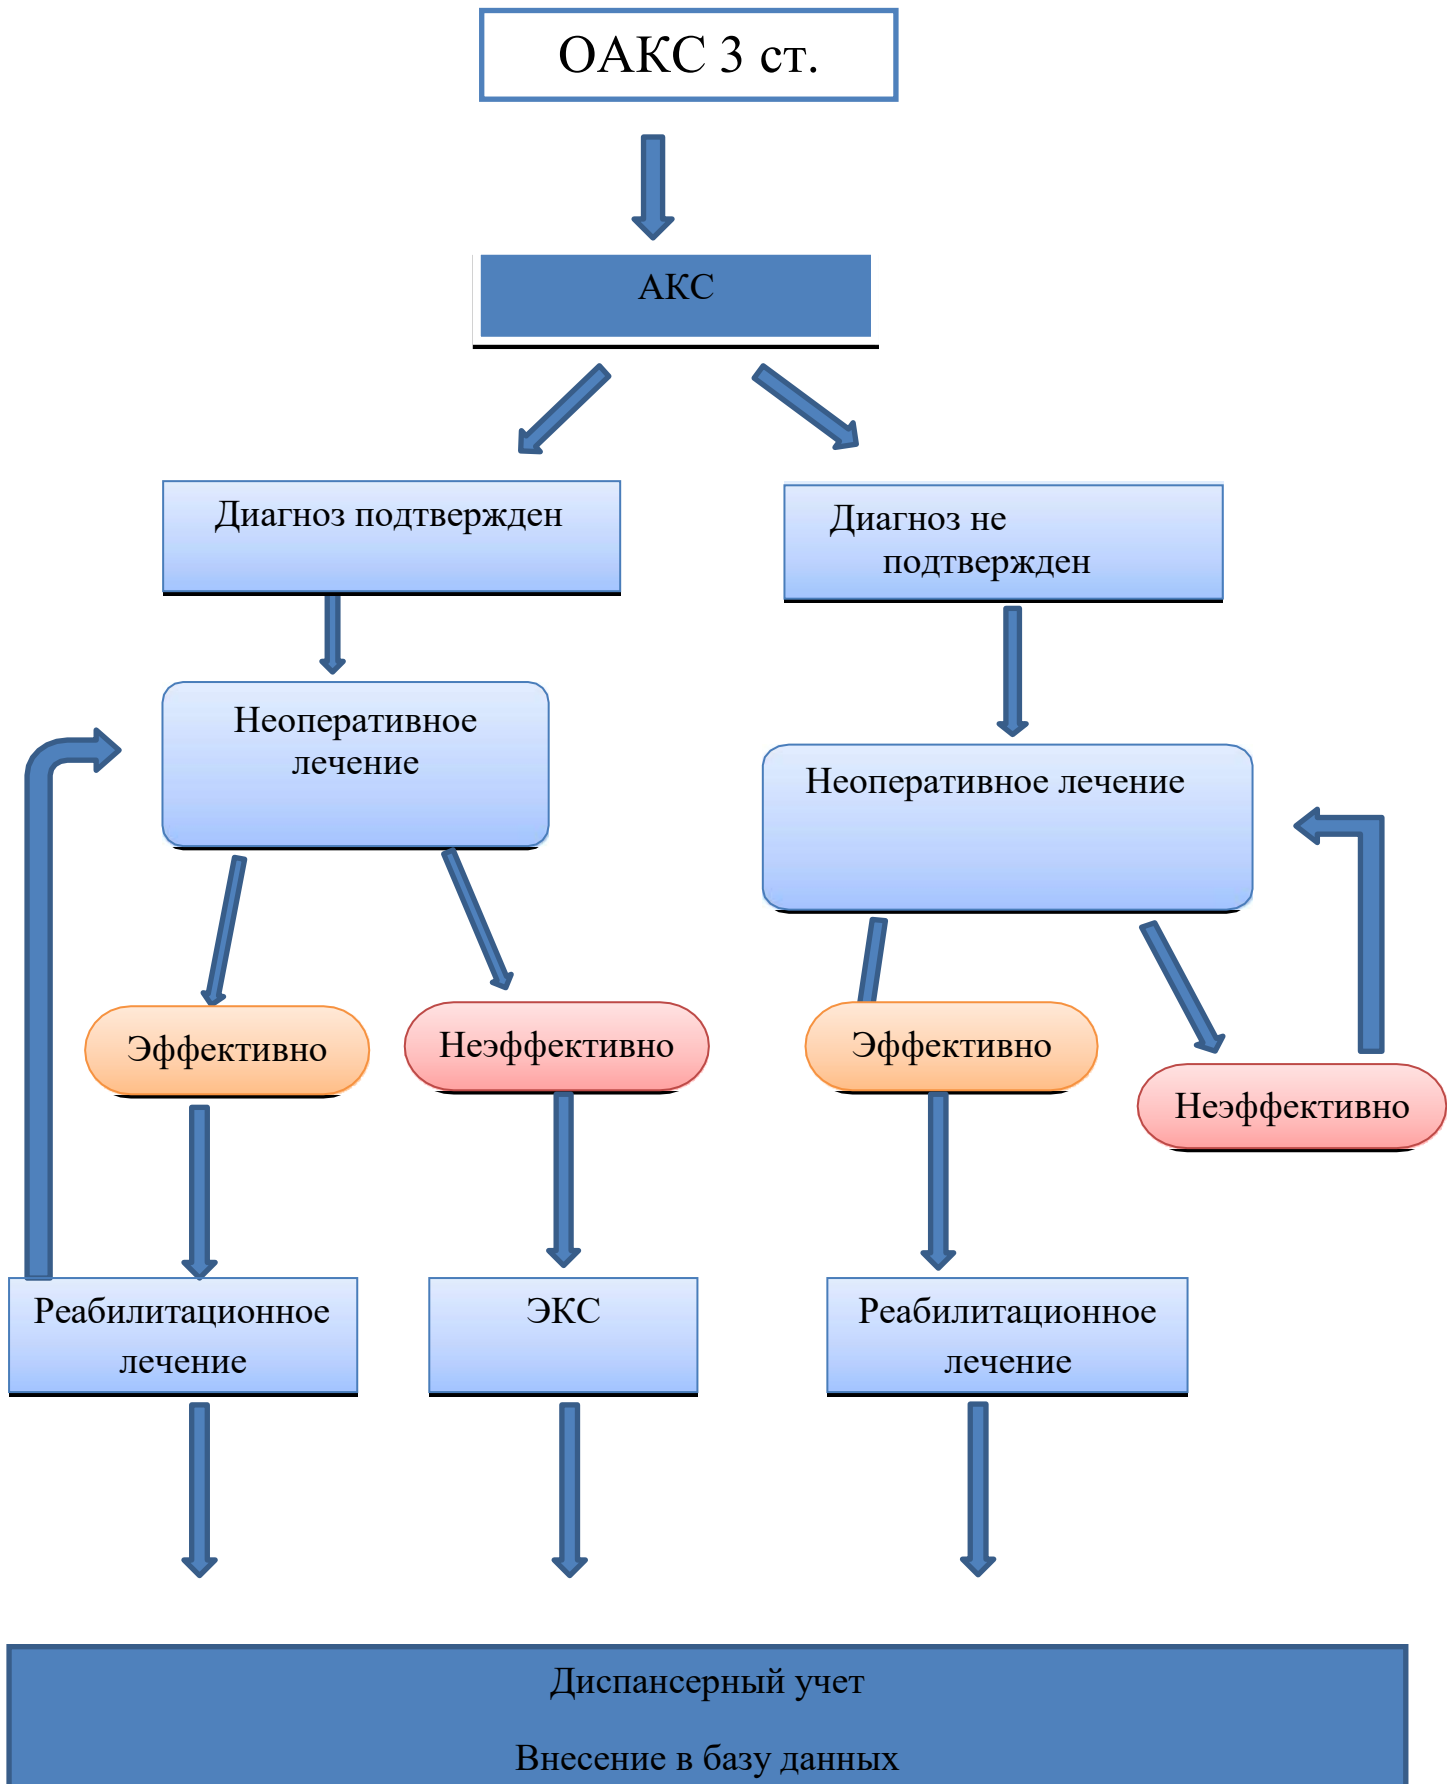 ОАКС 3 ст.
АКС
Диагноз подтвержден
Диагноз не
подтвержден
Неоперативное
лечение
Неоперативное лечение
Эффективно
Неэффективно
Эффективно
Неэффективно
Реабилитационное
лечение
ЭКС
Реабилитационное
лечение
Диспансерный учет
Внесение в базу данных